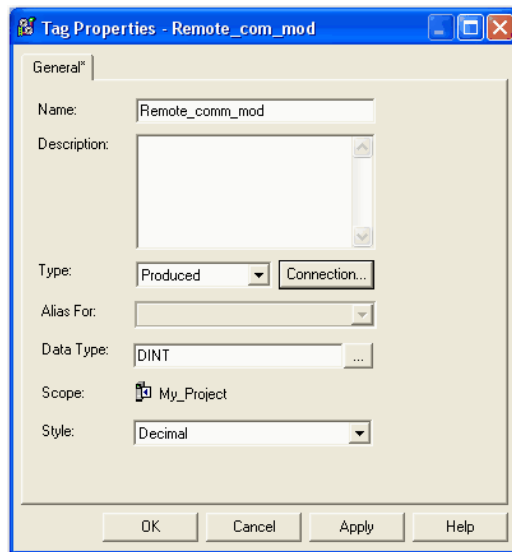 Tag Properties - Remote_com_mod
General*
Name: Remote_comm_mod
Description:
Type: Produced Connection...
Alias For:
Data Type: DINT ...
Scope: My_Project
Style: Decimal
OK Cancel Apply Help